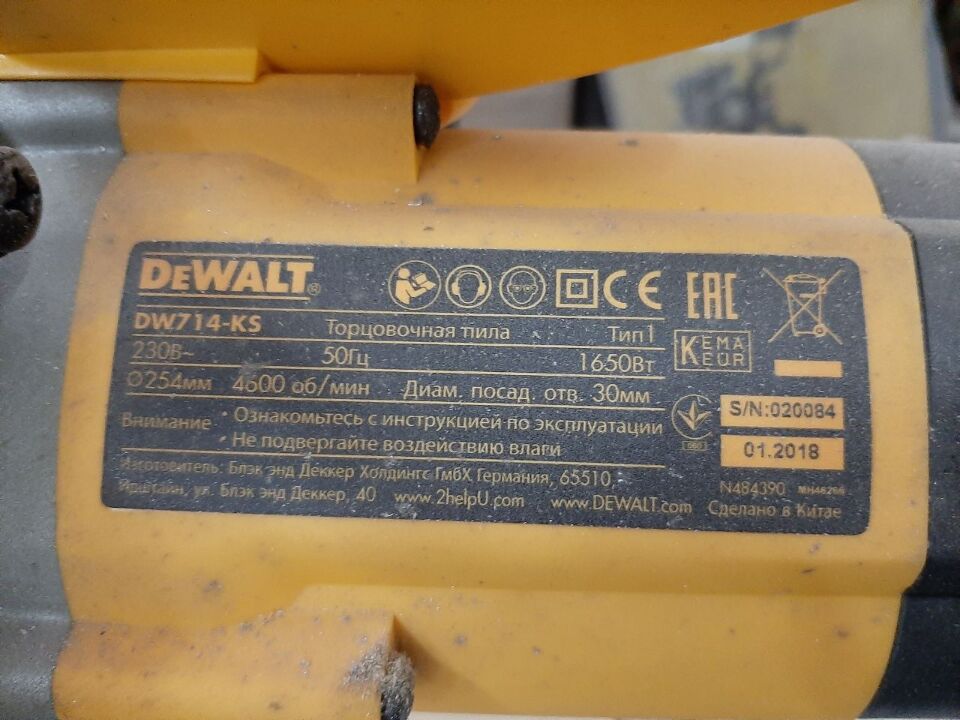 DEWALT®
DW714-KS Торцовочная пила Тип 1
230В~ 50Гц 1650Вт
Ø254мм 4600 об/мин Диам. посад. отв. 30мм
Внимание • Ознакомьтесь с инструкцией по эксплуатации
• Не подвергайте воздействию влаги
Изготовитель: Блэк энд Деккер Холдингс ГмбХ Германия, 65510,
Идштайн, ул. Блэк энд Деккер, 40 www.2helpU.com www.DEWALT.com
CE EAC
KEMA
KEUR
S/N:020084
01.2018
N484390
Сделано в Китае